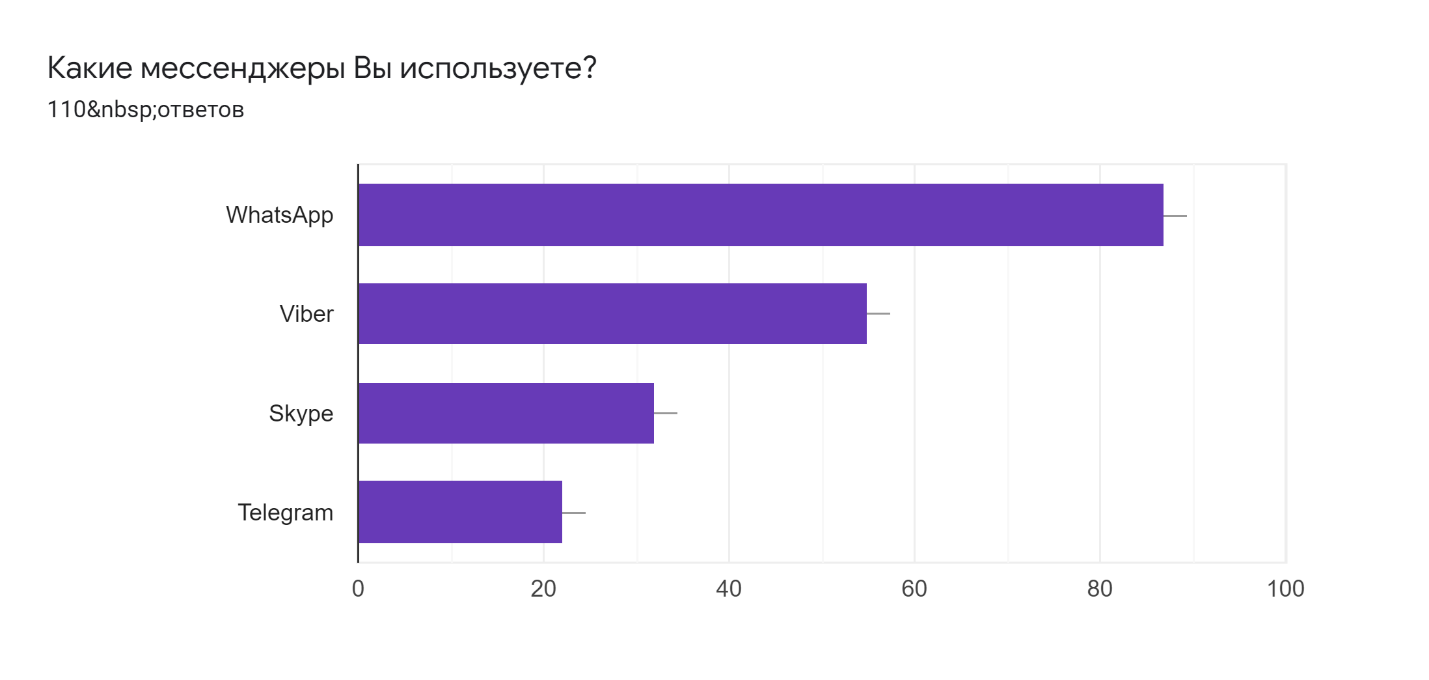 Какие мессенджеры Вы используете?
110&nbsp;ответов
WhatsApp
Viber
Skype
Telegram
0 20 40 60 80 100